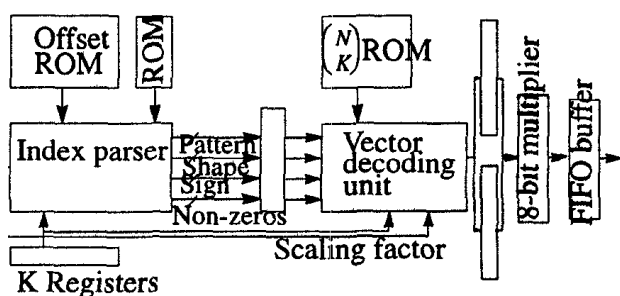 Offset
ROM
ROM
(N K) ROM
Index parser
Pattern
Shape
Sign
Non-zeros
Vector
decoding
unit
8-bit multiplier
FIFO buffer
Scaling factor
K Registers